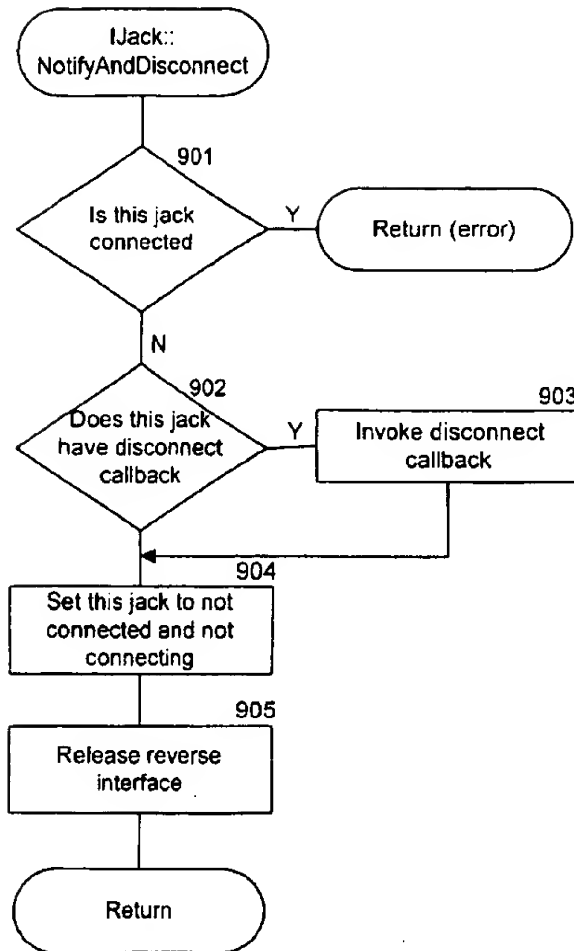 IJack::
NotifyAndDisconnect
901
Is this jack
connected
Y
Return (error)
N
902
Does this jack
have disconnect
callback
Y
903
Invoke disconnect
callback
904
Set this jack to not
connected and not
connecting
905
Release reverse
interface
Return